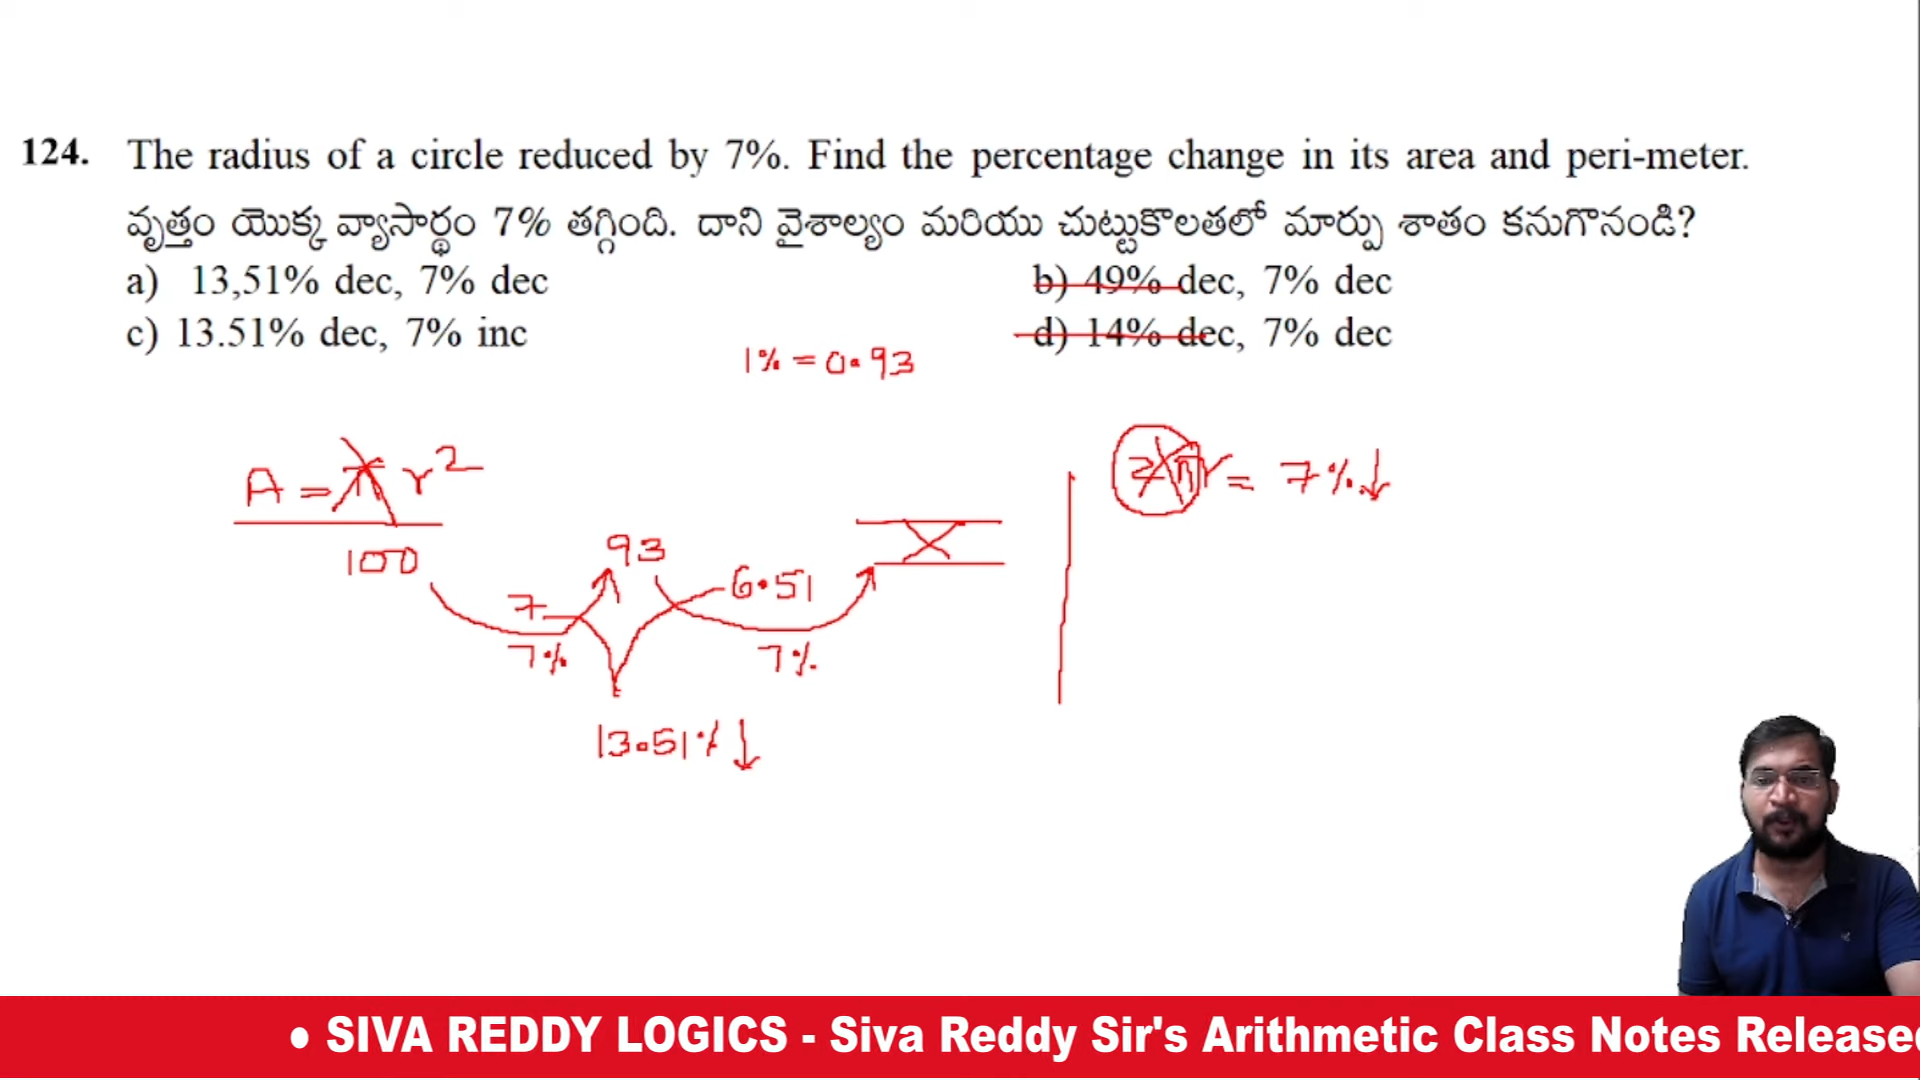 124. The radius of a circle reduced by 7%. Find the percentage change in its area and peri-meter.
వృత్తం యొక్క వ్యాసార్థం 7% తగ్గింది. దాని వైశాల్యం మరియు చుట్టుకొలతలో మార్పు శాతం కనుగొనండి?
a) 13,51% dec, 7% dec
b) 49% dec, 7% dec
c) 13.51% dec, 7% inc
d) 14% dec, 7% dec
1% = 0.93
A = πr²
2πr = 7%↓
100
93
7
6.51
7%
7%
13.51%↓
• SIVA REDDY LOGICS - Siva Reddy Sir's Arithmetic Class Notes Release